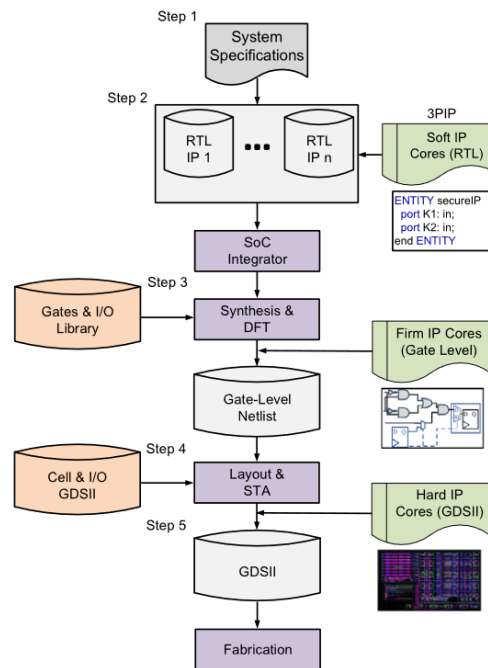 Step 1
System
Specifications
Step 2
3PIP
RTL
IP 1
RTL
IP n
Soft IP
Cores (RTL)
ENTITY secureIP
port K1: in;
port K2: in;
end ENTITY
SoC
Integrator
Step 3
Gates & I/O
Library
Synthesis &
DFT
Firm IP Cores
(Gate Level)
Gate-Level
Netlist
Step 4
Cell & I/O
GDSII
Layout &
STA
Hard IP
Cores (GDSII)
Step 5
GDSII
Fabrication